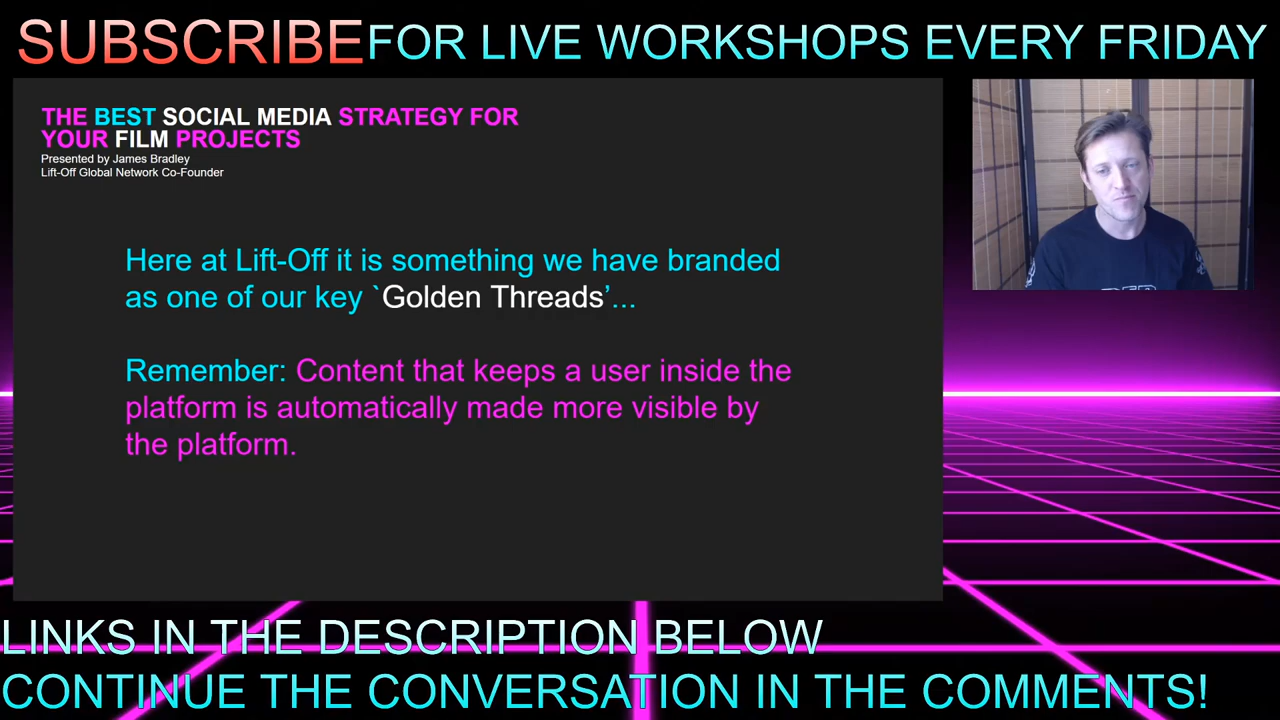 SUBSCRIBE FOR LIVE WORKSHOPS EVERY FRIDAY
THE BEST SOCIAL MEDIA STRATEGY FOR
YOUR FILM PROJECTS
Presented by James Bradley
Lift-Off Global Network Co-Founder
Here at Lift-Off it is something we have branded
as one of our key `Golden Threads’...
Remember: Content that keeps a user inside the
platform is automatically made more visible by
the platform.
LINKS IN THE DESCRIPTION BELOW
CONTINUE THE CONVERSATION IN THE COMMENTS!